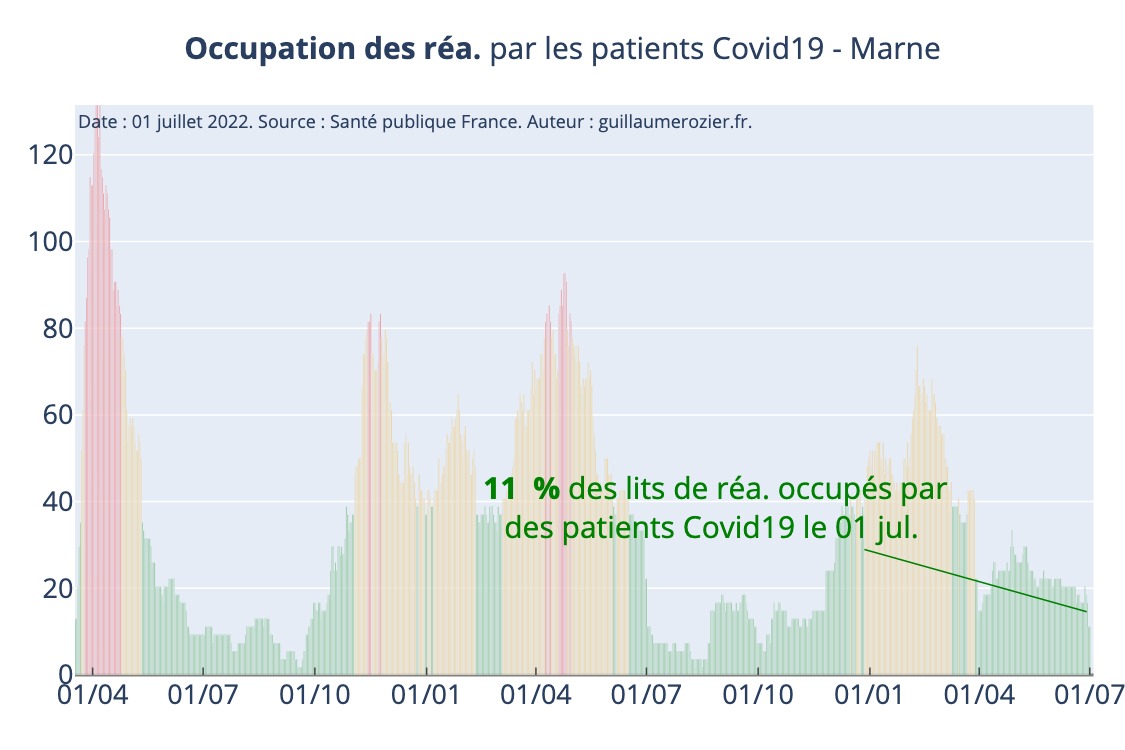 Occupation des réa. par les patients Covid19 - Marne
Date : 01 juillet 2022. Source : Santé publique France. Auteur : guillaumerozier.fr.
120
100
80
60
40
20
0
11 % des lits de réa. occupés par
des patients Covid19 le 01 jul.
01/04 01/07 01/10 01/01 01/04 01/07 01/10 01/01 01/04 01/07